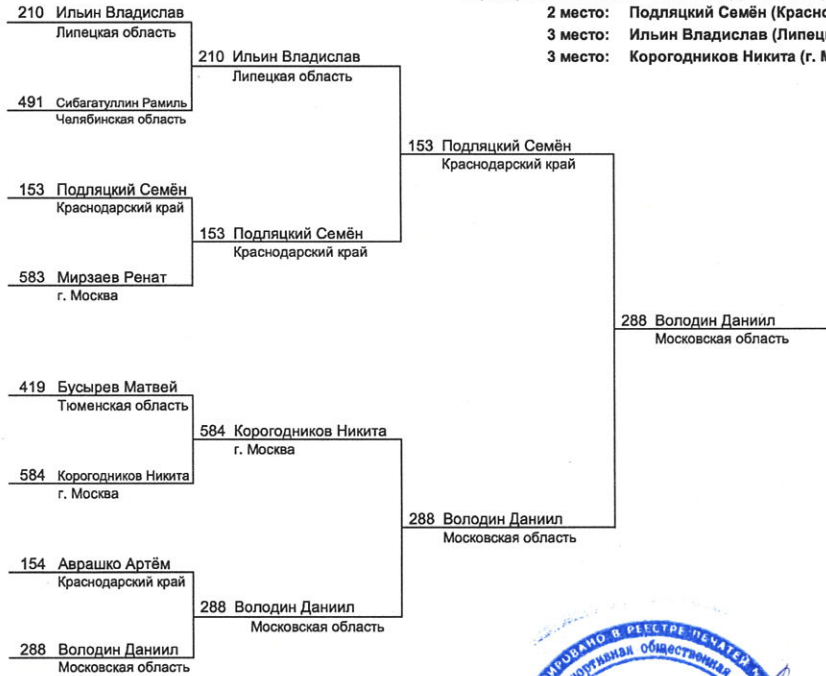 2 место: Подляцкий Семён
3 место: Ильин Владислав
3 место: Корогодников Никита (г.
210 Ильин Владислав
Липецкая область
210 Ильин Владислав
Липецкая область
491 Сибагатуллин Рамиль
Челябинская область
153 Подляцкий Семён
Краснодарский край
153 Подляцкий Семён
Краснодарский край
153 Подляцкий Семён
Краснодарский край
583 Мирзаев Ренат
г. Москва
288 Володин Даниил
Московская область
419 Бусырев Матвей
Тюменская область
584 Корогодников Никита
г. Москва
584 Корогодников Никита
г. Москва
288 Володин Даниил
Московская область
154 Аврашко Артём
Краснодарский край
288 Володин Даниил
Московская область
288 Володин Даниил
Московская область
В РЕЕСТРЕ ПЕЧАТЕЙ
общественная